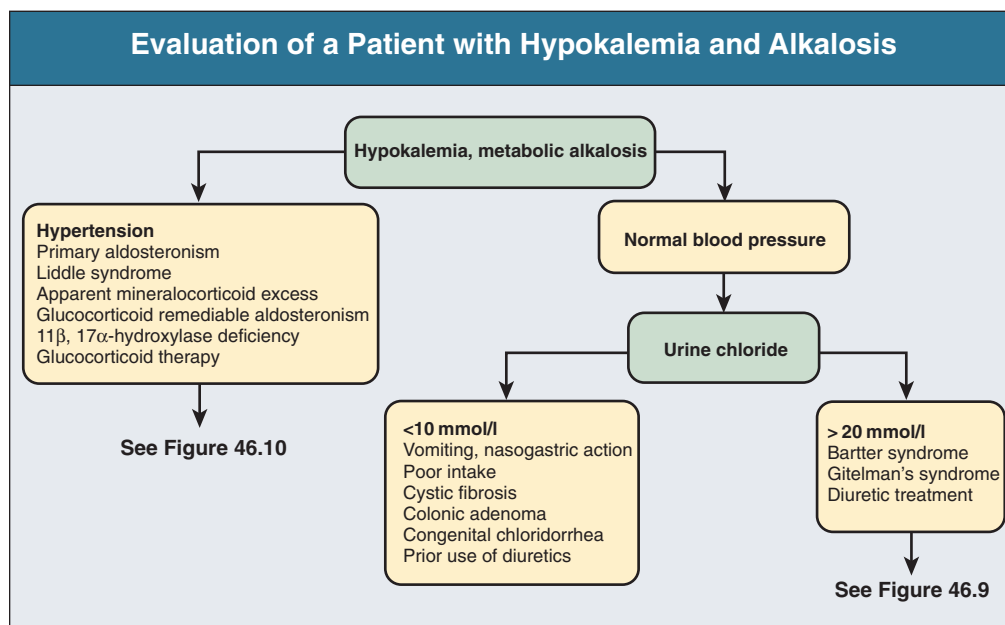 Evaluation of a Patient with Hypokalemia and Alkalosis
Hypokalemia, metabolic alkalosis
Hypertension
Primary aldosteronism
Liddle syndrome
Apparent mineralocorticoid excess
Glucocorticoid remediable aldosteronism
11β, 17α-hydroxylase deficiency
Glucocorticoid therapy
See Figure 46.10
Normal blood pressure
Urine chloride
<10 mmol/l
Vomiting, nasogastric action
Poor intake
Cystic fibrosis
Colonic adenoma
Congenital chloridorrhea
Prior use of diuretics
> 20 mmol/l
Bartter syndrome
Gitelman's syndrome
Diuretic treatment
See Figure 46.9